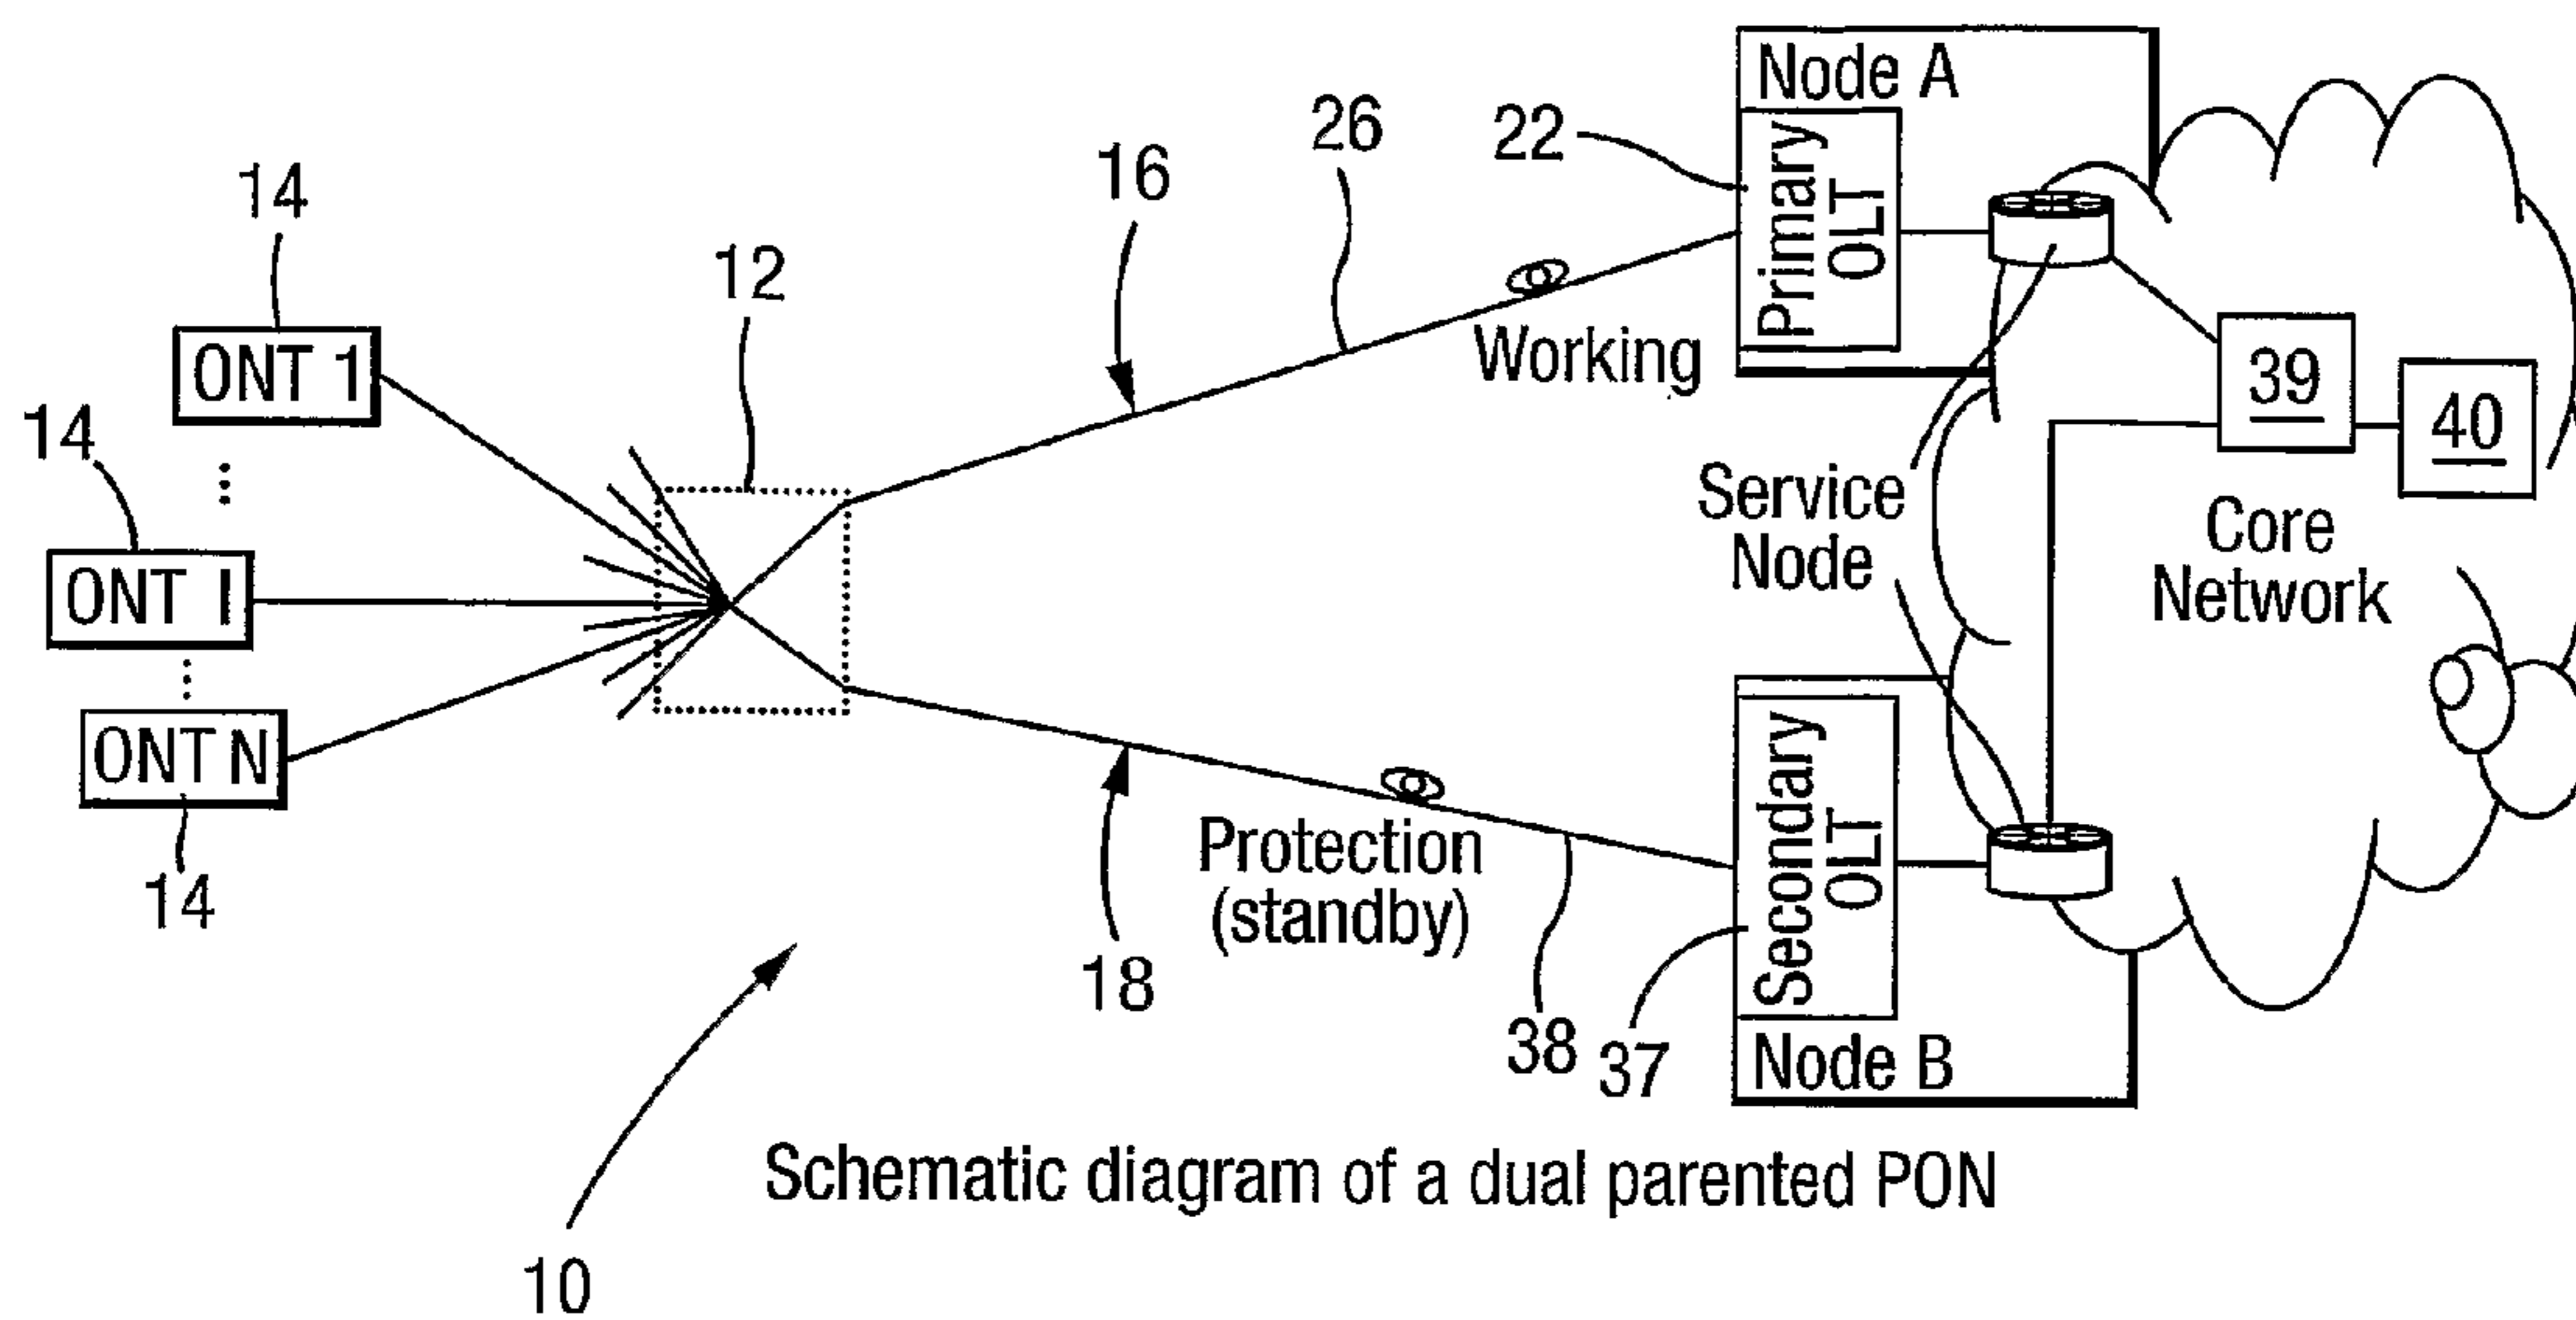 Node A
Primary
OLT
22
26
16
14
12
ONT 1
14
Working
39
40
Service
Node
Core
Network
ONT I
ONT N
14
Protection
(standby)
18
38
37
Secondary
OLT
Node B
Schematic diagram of a dual parented PON
10